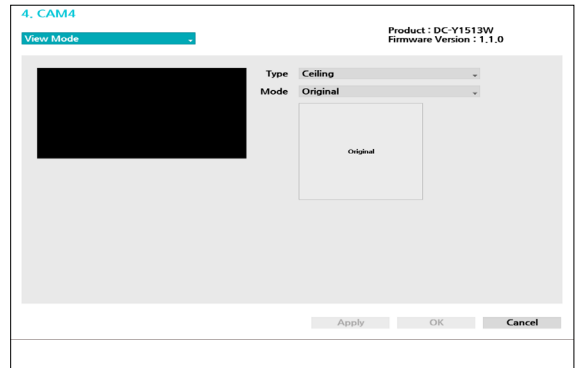 4. CAM4
View Mode
Product : DC-Y1513W
Firmware Version : 1.1.0
Type Ceiling
Mode Original
Original
Apply OK Cancel